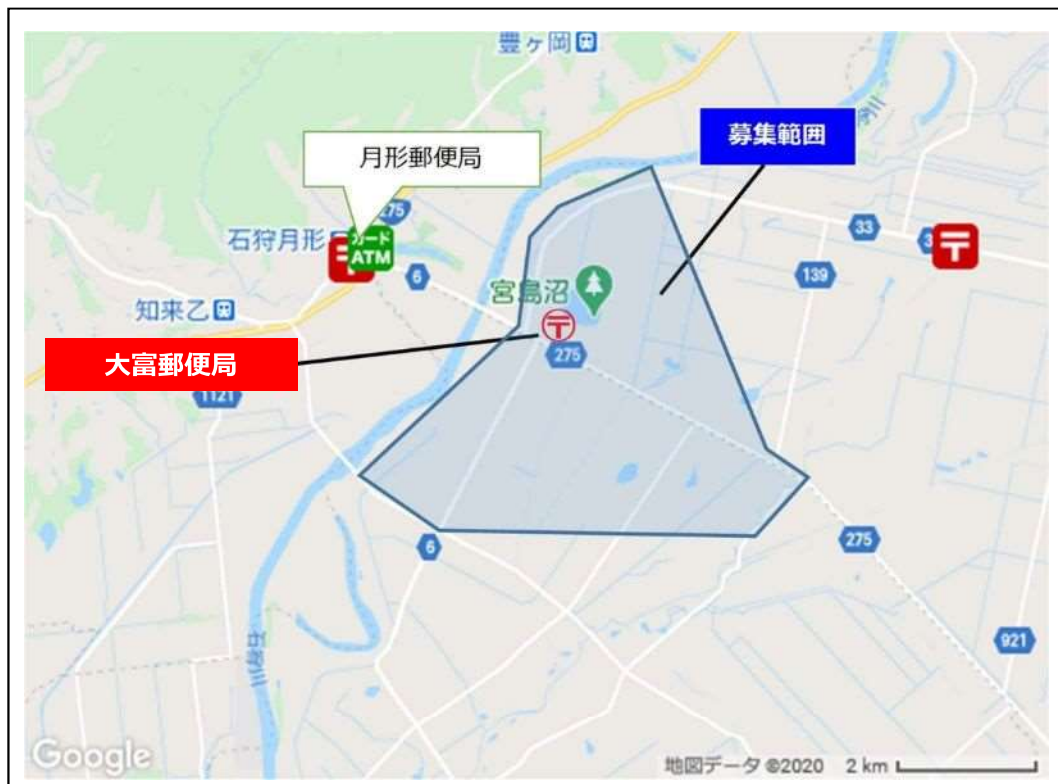 豊ヶ岡
募集範囲
月形郵便局
275
石狩月形
カード
ATM
33
〒
6
139
宮島沼
知来乙
〒
275
大富郵便局
1121
6
275
921
石狩川
Google
地図データ ©2020 2 km